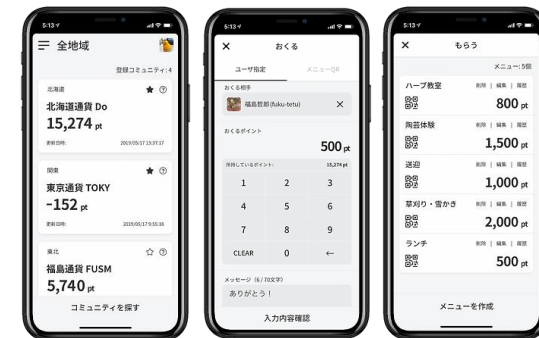 5:13
全地域
登録コミュニティ: 4
北海道
北海道通貨 Do
15,274 pt
更新日時: 2019/05/17 13:37:17
関東
東京通貨 TOKY
-152 pt
更新日時: 2019/05/17 9:55:36
東北
福島通貨 FUSM
5,740 pt
コミュニティを探す
5:13
おくる
ユーザ指定 メニューQR
おくる相手
福島哲郎(fuku-tetu)
おくるポイント
500 pt
所持しているポイント: 15,274 pt
1 2 3
4 5 6
7 8 9
CLEAR 0 ←
メッセージ (6/70文字)
ありがとう！
入力内容確認
5:13
もらう
メニュー: 5個
ハーブ教室 削除 | 編集 | 履歴
800 pt
陶芸体験 削除 | 編集 | 履歴
1,500 pt
送迎 削除 | 編集 | 履歴
1,000 pt
草刈り・雪かき 削除 | 編集 | 履歴
2,000 pt
ランチ 削除 | 編集 | 履歴
500 pt
メニューを作成